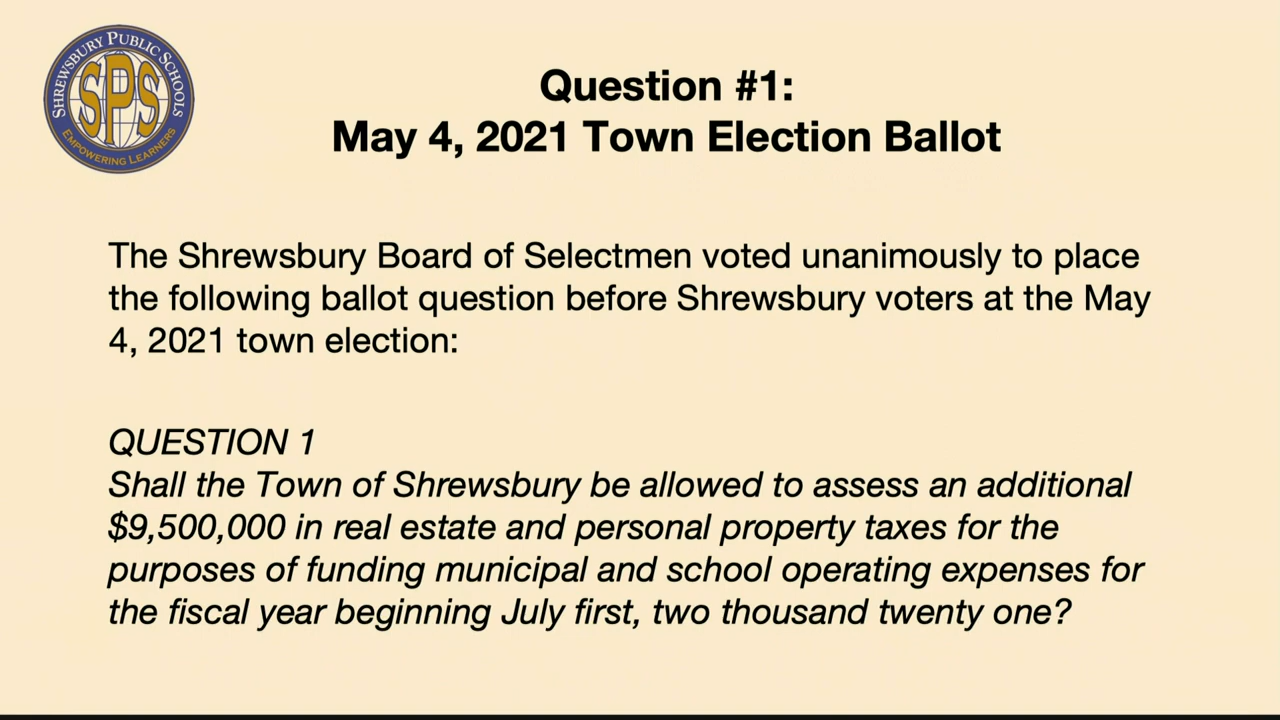 SHREWSBURY PUBLIC SCHOOLS
SPS
EMPOWERING LEARNERS
Question #1:
May 4, 2021 Town Election Ballot
The Shrewsbury Board of Selectmen voted unanimously to place
the following ballot question before Shrewsbury voters at the May
4, 2021 town election:
QUESTION 1
Shall the Town of Shrewsbury be allowed to assess an additional
$9,500,000 in real estate and personal property taxes for the
purposes of funding municipal and school operating expenses for
the fiscal year beginning July first, two thousand twenty one?